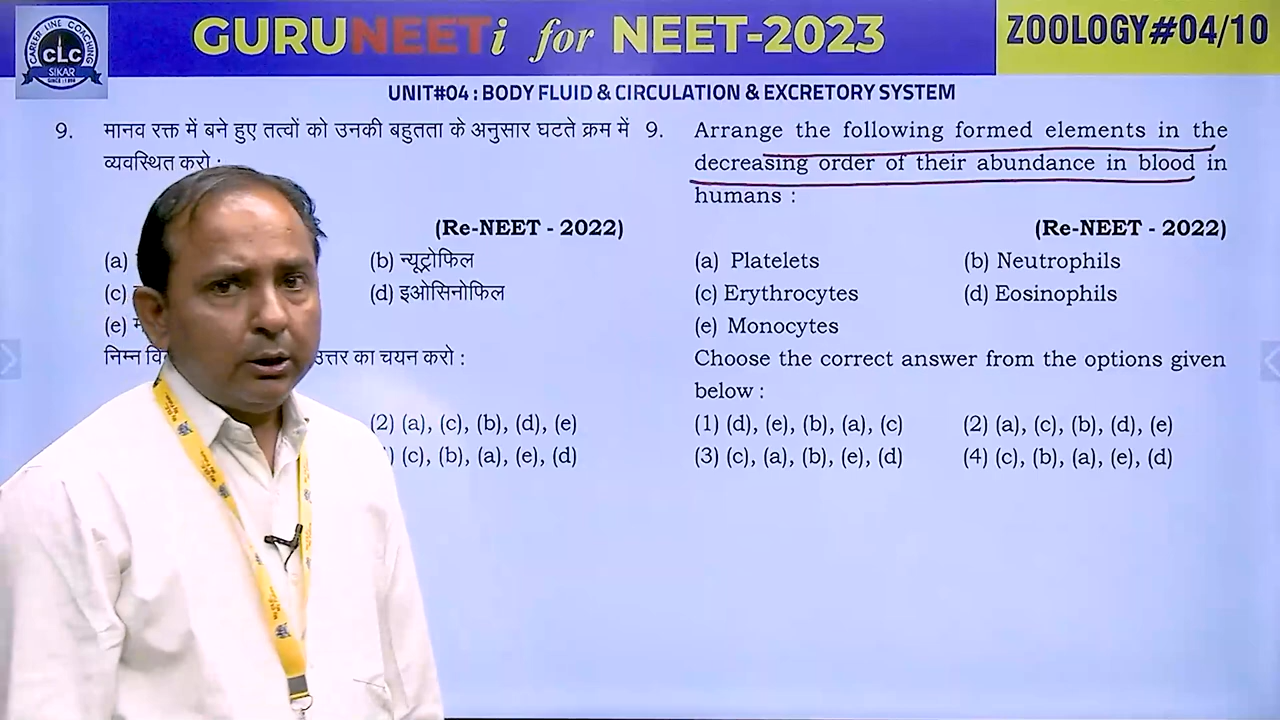 CAREER LINE COACHING
CLC
SIKAR
SINCE : 1996
GURUNEETi for NEET-2023
ZOOLOGY#04/10
UNIT#04 : BODY FLUID & CIRCULATION & EXCRETORY SYSTEM
9. मानव रक्त में बने हुए तत्वों को उनकी बहुतता के अनुसार घटते क्रम में
व्यवस्थित करो :
(Re-NEET - 2022)
(a)
(b) न्यूट्रोफिल
(c)
(d) इओसिनोफिल
(e)
निम्न
उत्तर का चयन करो :
(2) (a), (c), (b), (d), (e)
(c), (b), (a), (e), (d)
9. Arrange the following formed elements in the
decreasing order of their abundance in blood in
humans :
(Re-NEET - 2022)
(a) Platelets
(b) Neutrophils
(c) Erythrocytes
(d) Eosinophils
(e) Monocytes
Choose the correct answer from the options given
below :
(1) (d), (e), (b), (a), (c)
(2) (a), (c), (b), (d), (e)
(3) (c), (a), (b), (e), (d)
(4) (c), (b), (a), (e), (d)